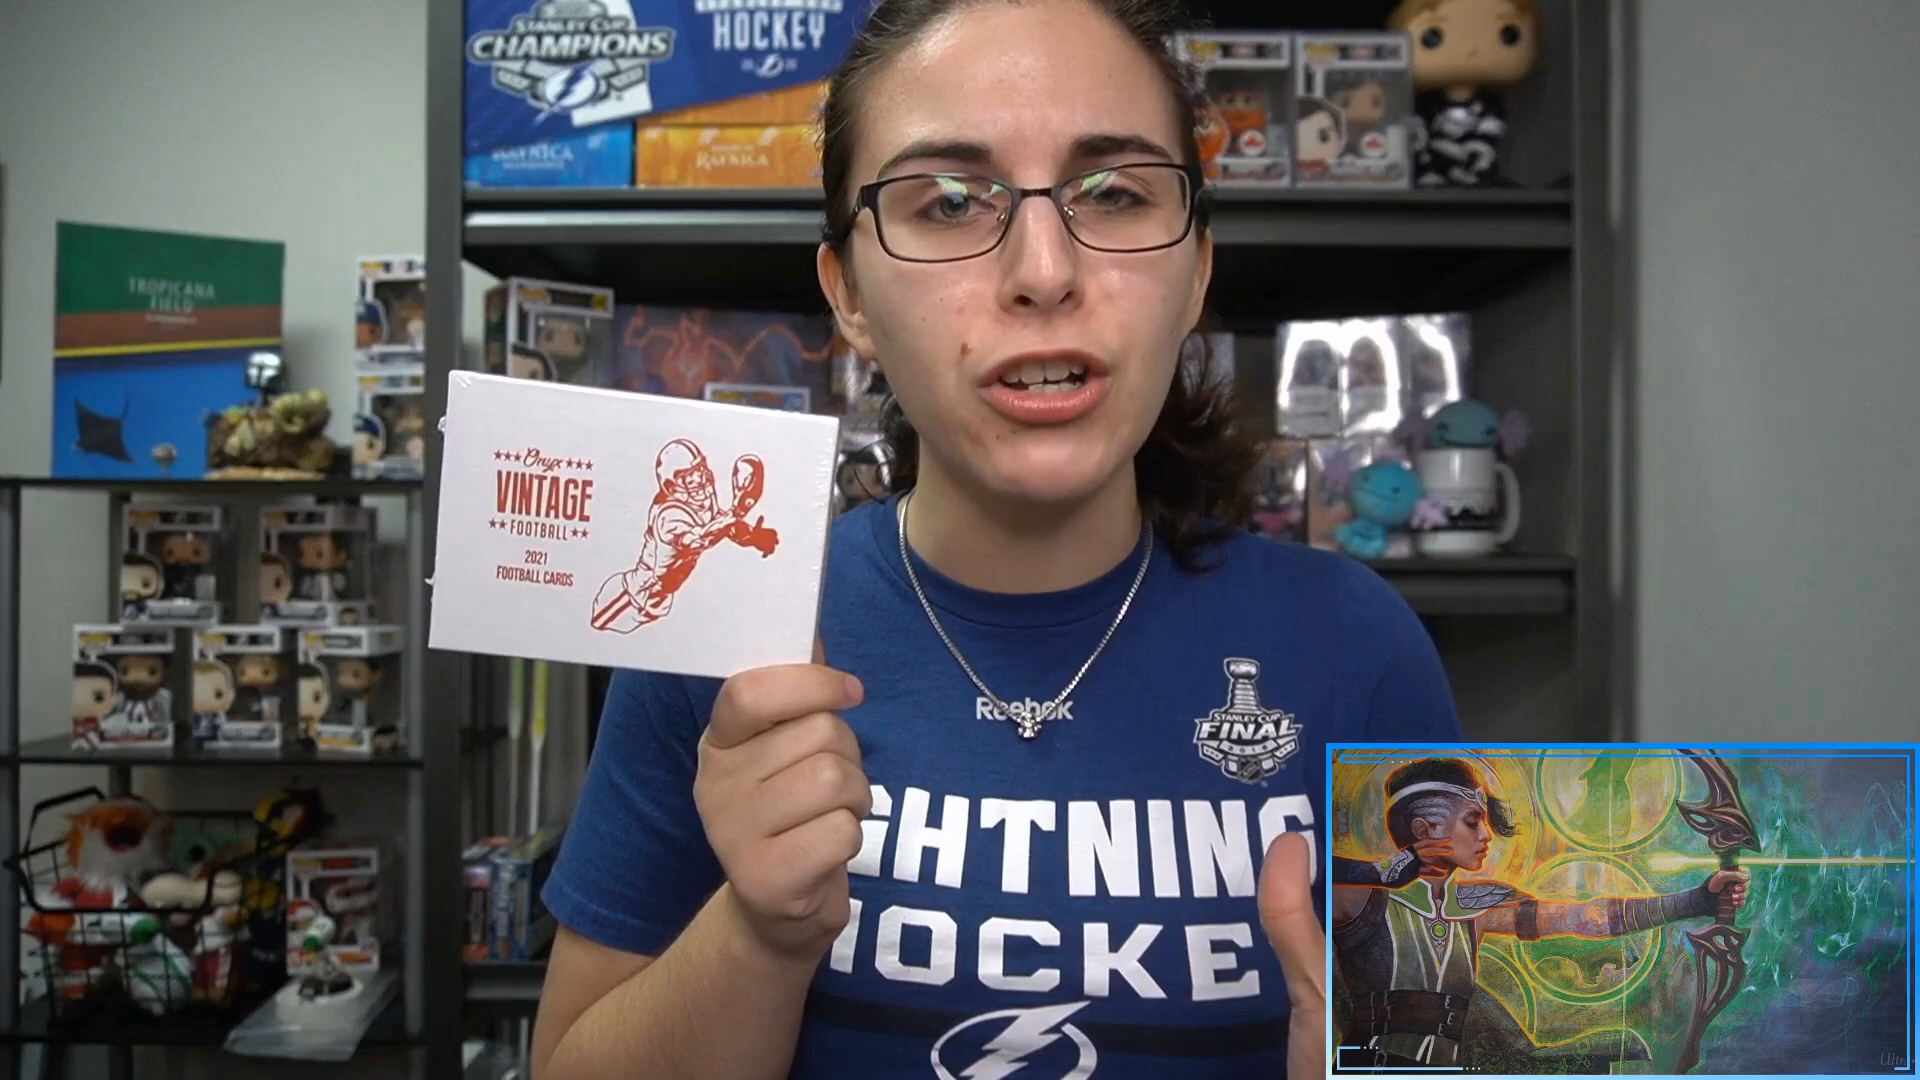 STANLEY CUP
CHAMPIONS
HOCKEY
RAVNICA
RAVNICA
TROPICANA
FIELD
★★★Onyx★★★
VINTAGE
★★FOOTBALL★★
2021
FOOTBALL CARDS
Reebok
STANLEY CUP
FINAL
GHTNING
HOCKE